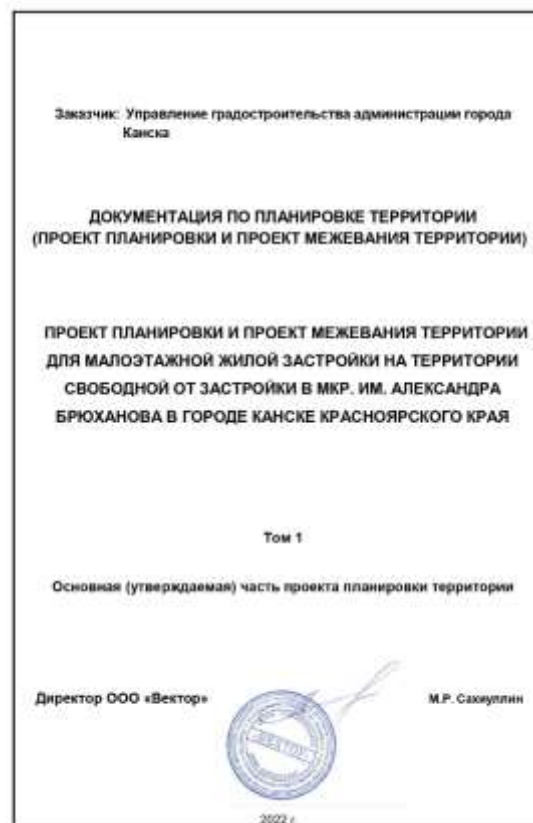 Заказчик: Управление градостроительства администрации города
Канска
ДОКУМЕНТАЦИЯ ПО ПЛАНИРОВКЕ ТЕРРИТОРИИ
(ПРОЕКТ ПЛАНИРОВКИ И ПРОЕКТ МЕЖЕВАНИЯ ТЕРРИТОРИИ)
ПРОЕКТ ПЛАНИРОВКИ И ПРОЕКТ МЕЖЕВАНИЯ ТЕРРИТОРИИ
ДЛЯ МАЛОЭТАЖНОЙ ЖИЛОЙ ЗАСТРОЙКИ НА ТЕРРИТОРИИ
СВОБОДНОЙ ОТ ЗАСТРОЙКИ В МКР. ИМ. АЛЕКСАНДРА
БРЮХАНОВА В ГОРОДЕ КАНСКЕ КРАСНОЯРСКОГО КРАЯ
Том 1
Основная (утверждаемая) часть проекта планировки территории
Директор ООО «Вектор» М.Р. Сахиуллин
ВЕКТОР
2022 г.